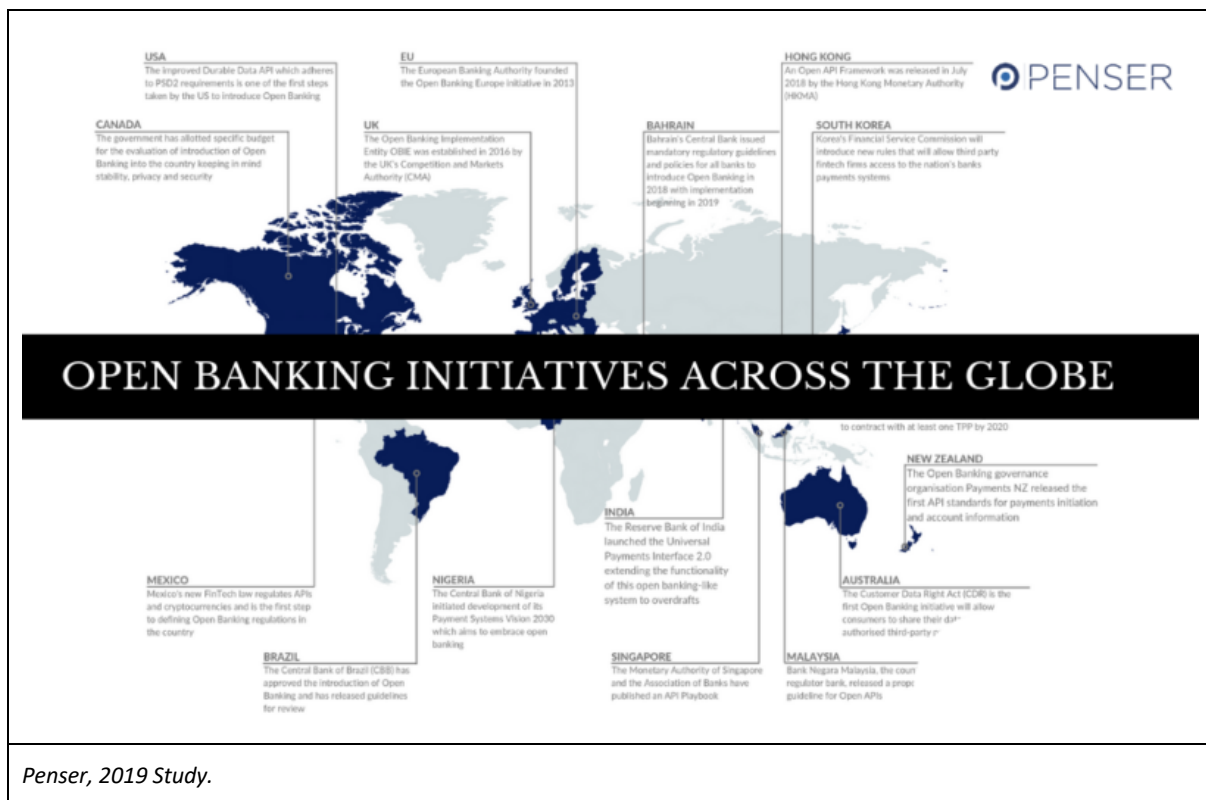 USA
The Improved Durable Data API which adheres
to PSD2 requirements is one of the first steps
taken by the US to introduce Open Banking
EU
The European Banking Authority founded
the Open Banking Europe initiative in 2013
HONG KONG
An Open API Framework was released in July
2018 by the Hong Kong Monetary Authority
(HKMA)
PENSER
CANADA
The government has allotted specific budget
for the evaluation of introduction of Open
Banking into the country keeping in mind
stability, privacy and security
UK
The Open Banking Implementation
Entity OBIE was established in 2016 by
the UK's Competition and Markets
Authority (CMA)
BAHRAIN
Bahrain's Central Bank issued
mandatory regulatory guidelines
and policies for all banks to
introduce Open Banking in
2018 with implementation
beginning in 2019
SOUTH KOREA
Korea's Financial Service Commission will
introduce new rules that will allow third party
fintech firms access to the nation's banks
payments systems
OPEN BANKING INITIATIVES ACROSS THE GLOBE
to contract with at least one TPP by 2020
NEW ZEALAND
The Open Banking governance
organisation Payments NZ released the
first API standards for payments initiation
and account information
INDIA
The Reserve Bank of India
launched the Universal
Payments Interface 2.0
extending the functionality
of this open banking-like
system to overdrafts
MEXICO
Mexico's new FinTech law regulates APIs
and cryptocurrencies and is the first step
to defining Open Banking regulations in
the country
NIGERIA
The Central Bank of Nigeria
initiated development of its
Payment Systems Vision 2030
which aims to embrace open
banking
AUSTRALIA
The Customer Data Right Act (CDR) is the
first Open Banking initiative will allow
consumers to share their
authorised third-party
BRAZIL
The Central Bank of Brazil (CBB) has
approved the introduction of Open
Banking and has released guidelines
for review
SINGAPORE
The Monetary Authority of Singapore
and the Association of Banks have
published an API Playbook
MALAYSIA
Bank Negara Malaysia, the
regulator bank, released a
guideline for Open APIs
Penser, 2019 Study.